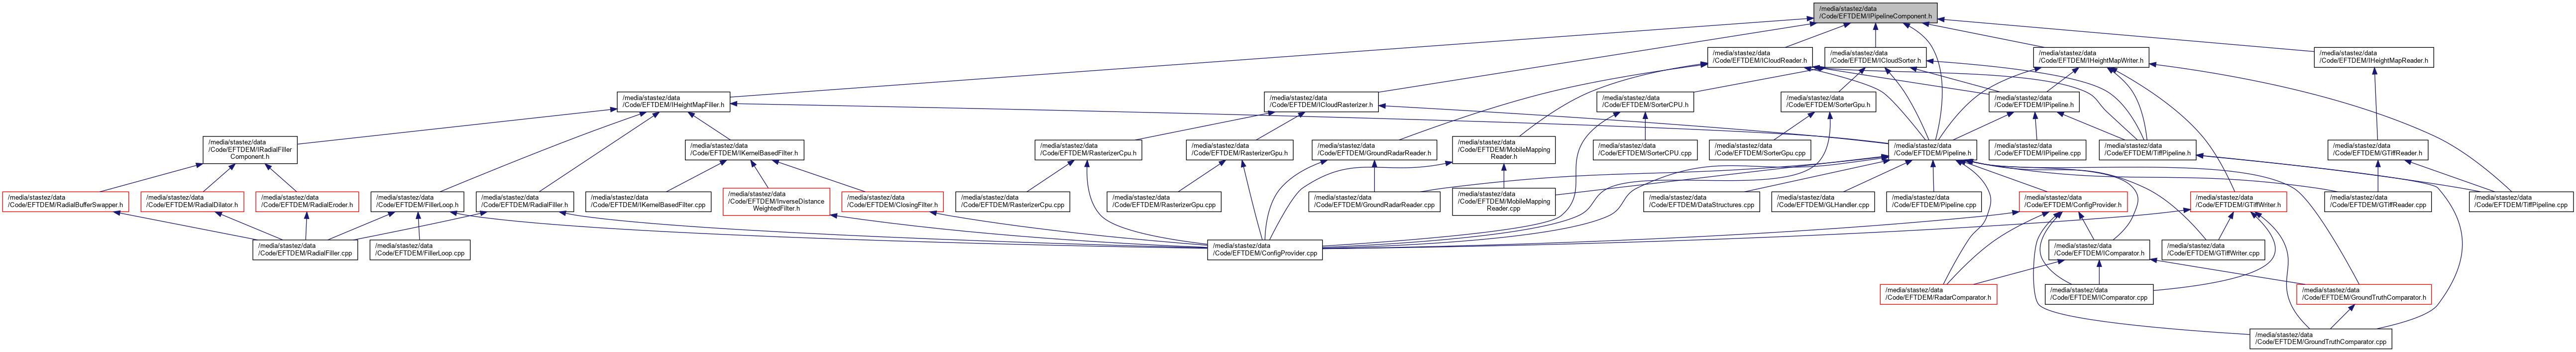 /media/stastez/data
/Code/EFTDEM/IPipelineComponent.h
/media/stastez/data
/Code/EFTDEM/ICloudReader.h
/media/stastez/data
/Code/EFTDEM/ICloudSorter.h
/media/stastez/data
/Code/EFTDEM/IHeightMapWriter.h
/media/stastez/data
/Code/EFTDEM/IHeightMapReader.h
/media/stastez/data
/Code/EFTDEM/IHeightMapFiller.h
/media/stastez/data
/Code/EFTDEM/ICloudRasterizer.h
/media/stastez/data
/Code/EFTDEM/SorterCPU.h
/media/stastez/data
/Code/EFTDEM/SorterGpu.h
/media/stastez/data
/Code/EFTDEM/IPipeline.h
/media/stastez/data
/Code/EFTDEM/IRadialFiller
Component.h
/media/stastez/data
/Code/EFTDEM/IKernelBasedFilter.h
/media/stastez/data
/Code/EFTDEM/RasterizerCpu.h
/media/stastez/data
/Code/EFTDEM/RasterizerGpu.h
/media/stastez/data
/Code/EFTDEM/GroundRadarReader.h
/media/stastez/data
/Code/EFTDEM/MobileMapping
Reader.h
/media/stastez/data
/Code/EFTDEM/SorterCPU.cpp
/media/stastez/data
/Code/EFTDEM/SorterGpu.cpp
/media/stastez/data
/Code/EFTDEM/Pipeline.h
/media/stastez/data
/Code/EFTDEM/IPipeline.cpp
/media/stastez/data
/Code/EFTDEM/TiffPipeline.h
/media/stastez/data
/Code/EFTDEM/GTiffReader.h
/media/stastez/data
/Code/EFTDEM/RadialBufferSwapper.h
/media/stastez/data
/Code/EFTDEM/RadialDilator.h
/media/stastez/data
/Code/EFTDEM/RadialEroder.h
/media/stastez/data
/Code/EFTDEM/FillerLoop.h
/media/stastez/data
/Code/EFTDEM/RadialFiller.h
/media/stastez/data
/Code/EFTDEM/IKernelBasedFilter.cpp
/media/stastez/data
/Code/EFTDEM/InverseDistance
WeightedFilter.h
/media/stastez/data
/Code/EFTDEM/ClosingFilter.h
/media/stastez/data
/Code/EFTDEM/RasterizerCpu.cpp
/media/stastez/data
/Code/EFTDEM/RasterizerGpu.cpp
/media/stastez/data
/Code/EFTDEM/GroundRadarReader.cpp
/media/stastez/data
/Code/EFTDEM/MobileMapping
Reader.cpp
/media/stastez/data
/Code/EFTDEM/DataStructures.cpp
/media/stastez/data
/Code/EFTDEM/GLHandler.cpp
/media/stastez/data
/Code/EFTDEM/Pipeline.cpp
/media/stastez/data
/Code/EFTDEM/ConfigProvider.h
/media/stastez/data
/Code/EFTDEM/GTiffWriter.h
/media/stastez/data
/Code/EFTDEM/GTiffReader.cpp
/media/stastez/data
/Code/EFTDEM/TiffPipeline.cpp
/media/stastez/data
/Code/EFTDEM/RadialFiller.cpp
/media/stastez/data
/Code/EFTDEM/FillerLoop.cpp
/media/stastez/data
/Code/EFTDEM/ConfigProvider.cpp
/media/stastez/data
/Code/EFTDEM/IComparator.h
/media/stastez/data
/Code/EFTDEM/GTiffWriter.cpp
/media/stastez/data
/Code/EFTDEM/RadarComparator.h
/media/stastez/data
/Code/EFTDEM/IComparator.cpp
/media/stastez/data
/Code/EFTDEM/GroundTruthComparator.h
/media/stastez/data
/Code/EFTDEM/GroundTruthComparator.cpp